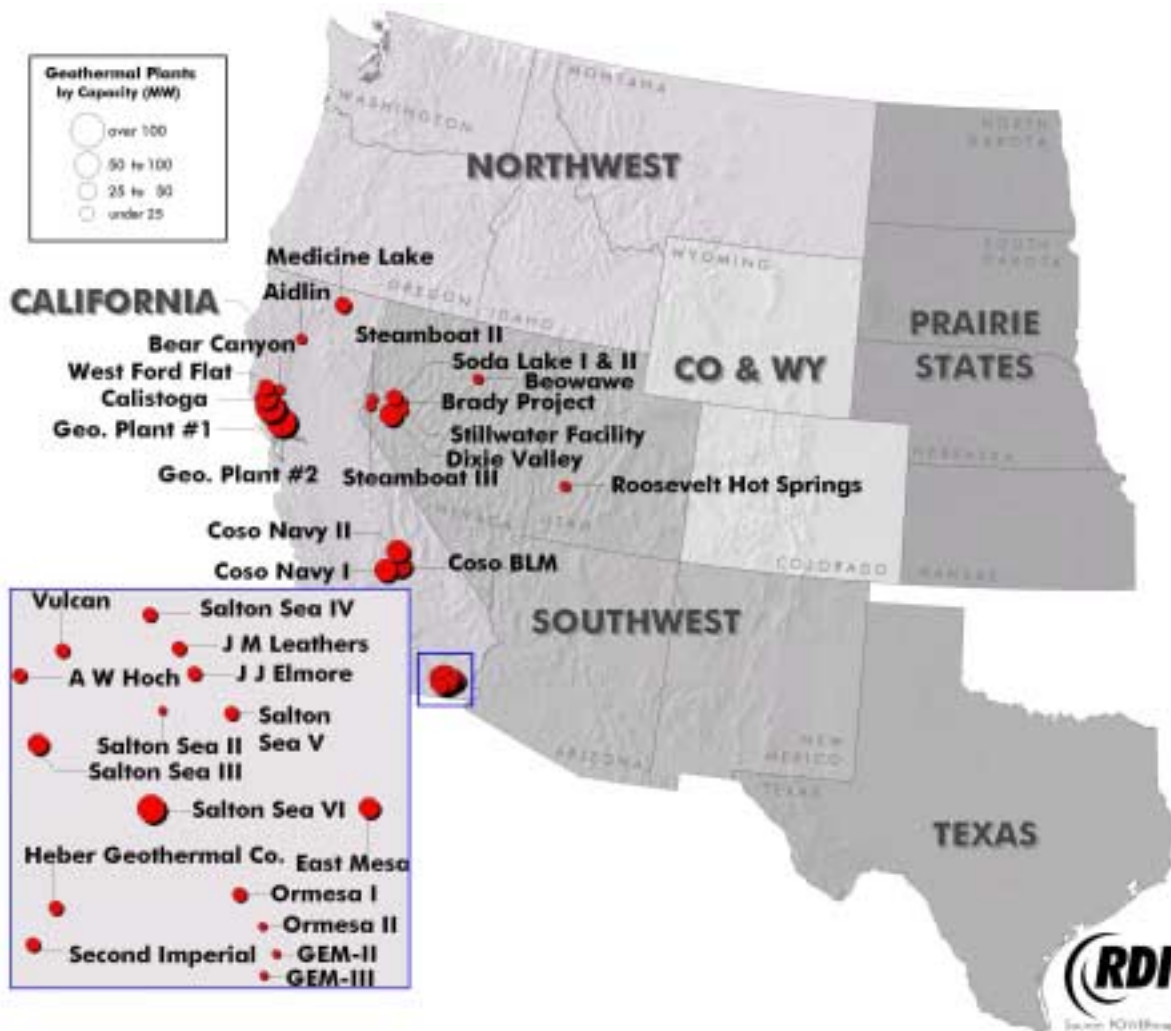 Geothermal Plants
by Capacity (MW)
over 100
50 to 100
25 to 50
under 25
MONTANA
WASHINGTON
NORTH
DAKOTA
NORTHWEST
SOUTH
DAKOTA
WYOMING
Medicine Lake
OREGON
IDAHO
CALIFORNIA
Aidlin
Steamboat II
PRAIRIE
STATES
Bear Canyon
Soda Lake I & II
CO & WY
West Ford Flat
Beowawe
Calistoga
Brady Project
Geo. Plant #1
Stillwater Facility
Dixie Valley
NEBRASKA
Geo. Plant #2
Steamboat III
Roosevelt Hot Springs
NEVADA
UTAH
Coso Navy II
Coso BLM
COLORADO
KANSAS
Coso Navy I
Vulcan
Salton Sea IV
SOUTHWEST
J M Leathers
A W Hoch
J J Elmore
Salton
Sea V
Salton Sea II
Salton Sea III
ARIZONA
NEW
MEXICO
TEXAS
Salton Sea VI
TEXAS
Heber Geothermal Co.
East Mesa
Ormesa I
Ormesa II
Second Imperial
GEM-II
GEM-III
RDI